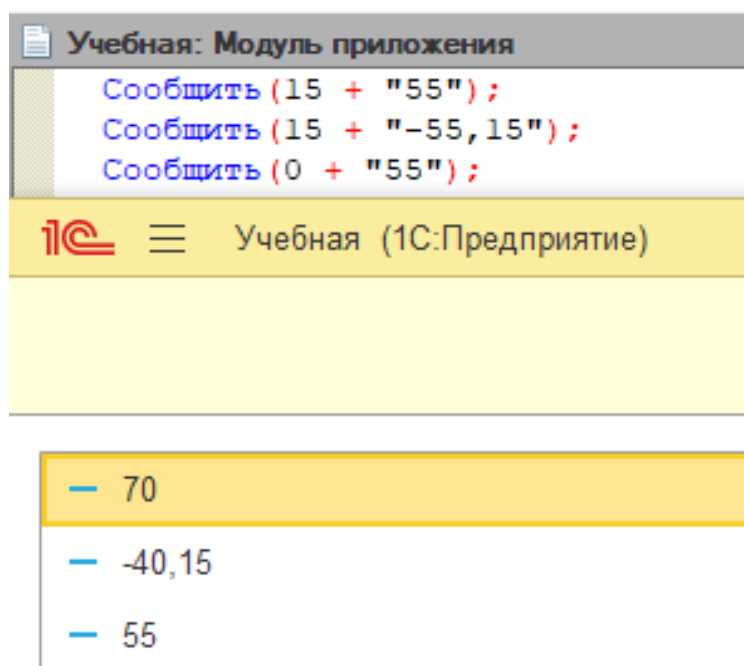 Учебная: Модуль приложения
Сообщить(15 + "55");
Сообщить(15 + "-55,15");
Сообщить(0 + "55");
1С Учебная (1С:Предприятие)
70
-40,15
55